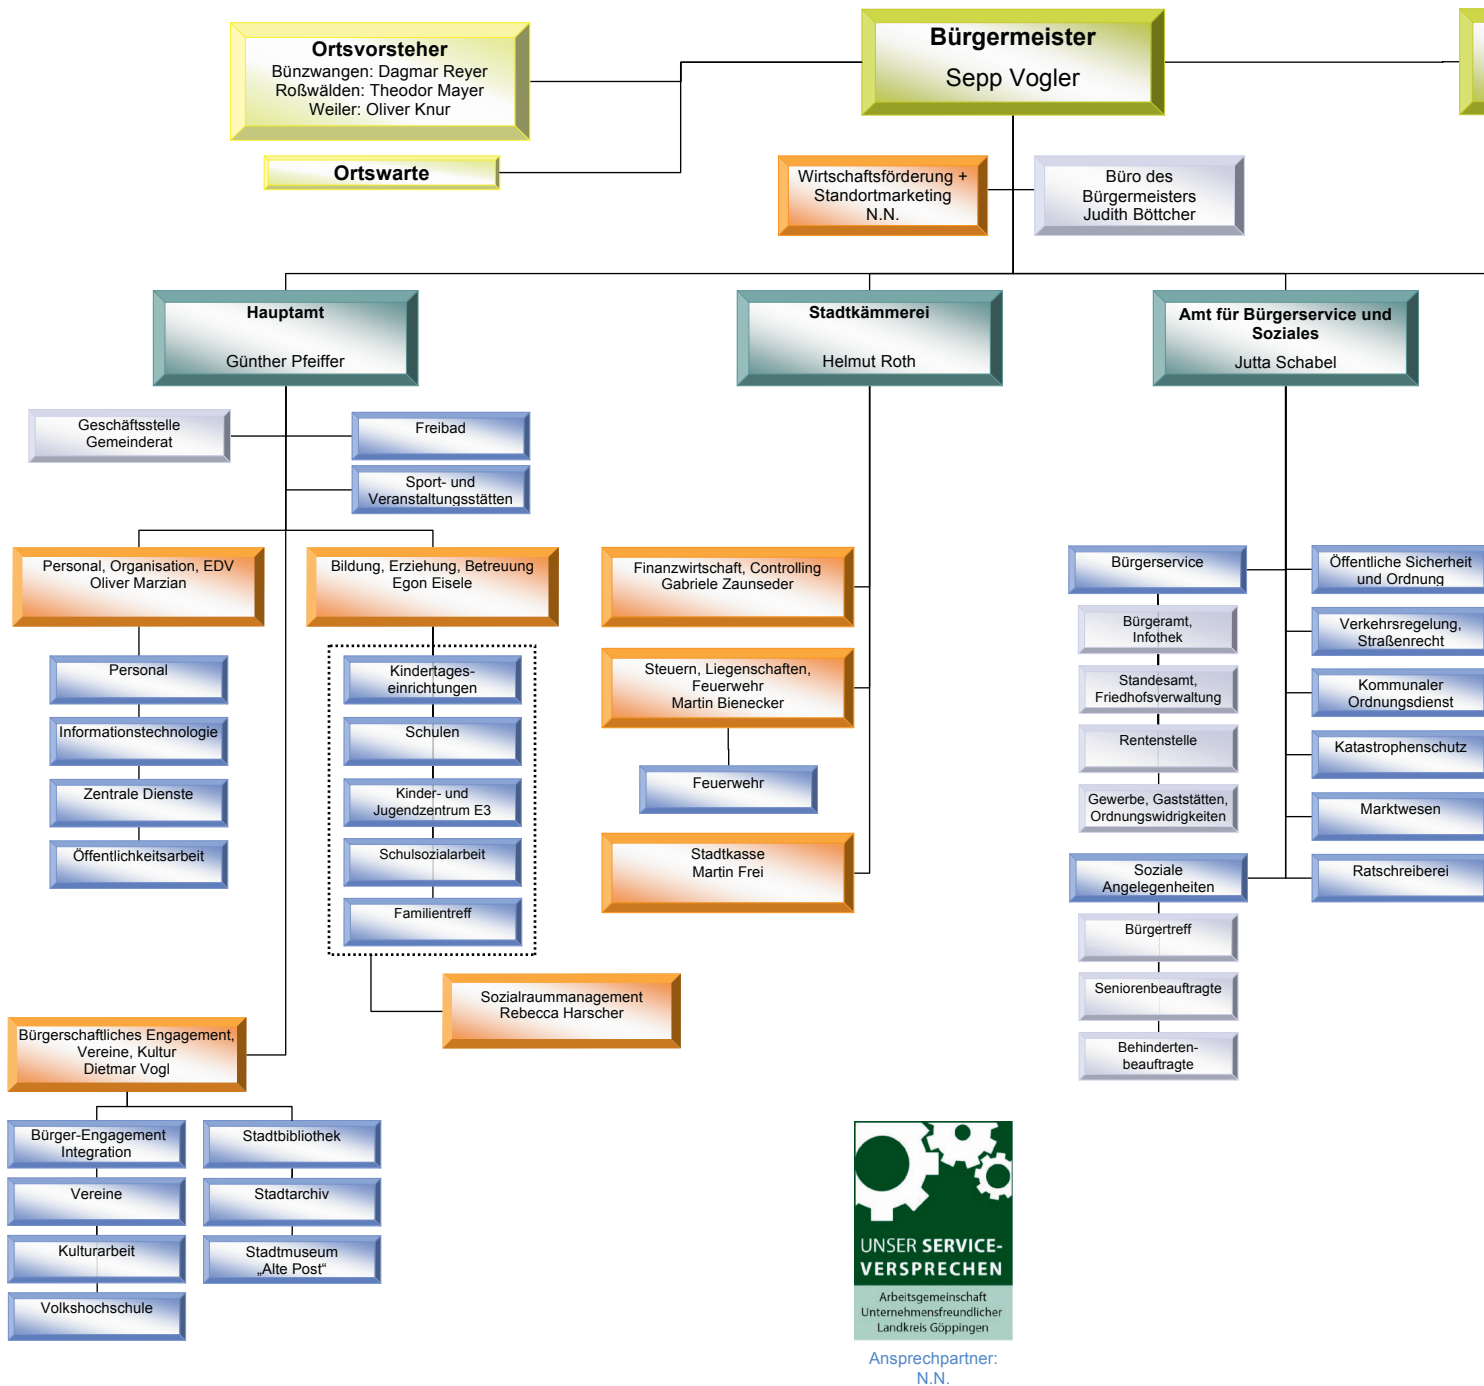 Ortsvorsteher
Bünzwangen: Dagmar Reyer
Roßwälden: Theodor Mayer
Weiler: Oliver Knur
Ortswarte
Bürgermeister
Sepp Vogler
Wirtschaftsförderung +
Standortmarketing
N.N.
Büro des
Bürgermeisters
Judith Böttcher
Hauptamt
Günther Pfeiffer
Stadtkämmerei
Helmut Roth
Amt für Bürgerservice und
Soziales
Jutta Schabel
Geschäftsstelle
Gemeinderat
Freibad
Sport- und
Veranstaltungsstätten
Personal, Organisation, EDV
Oliver Marzian
Personal
Informationstechnologie
Zentrale Dienste
Öffentlichkeitsarbeit
Bildung, Erziehung, Betreuung
Egon Eisele
Kindertages-
einrichtungen
Schulen
Kinder- und
Jugendzentrum E3
Schulsozialarbeit
Familientreff
Sozialraummanagement
Rebecca Harscher
Bürgerschaftliches Engagement,
Vereine, Kultur
Dietmar Vogl
Bürger-Engagement
Integration
Vereine
Kulturarbeit
Volkshochschule
Stadtbibliothek
Stadtarchiv
Stadtmuseum
„Alte Post“
Finanzwirtschaft, Controlling
Gabriele Zaunseder
Steuern, Liegenschaften,
Feuerwehr
Martin Bienecker
Feuerwehr
Stadtkasse
Martin Frei
Bürgerservice
Bürgeramt,
Infothek
Standesamt,
Friedhofsverwaltung
Rentenstelle
Gewerbe, Gaststätten,
Ordnungswidrigkeiten
Soziale
Angelegenheiten
Bürgertreff
Seniorenbeauftragte
Behinderten-
beauftragte
Öffentliche Sicherheit
und Ordnung
Verkehrsregelung,
Straßenrecht
Kommunaler
Ordnungsdienst
Katastrophenschutz
Marktwesen
Ratschreiberei
UNSER SERVICE-
VERSPRECHEN
Arbeitsgemeinschaft
Unternehmensfreundlicher
Landkreis Göppingen
Ansprechpartner:
N.N.